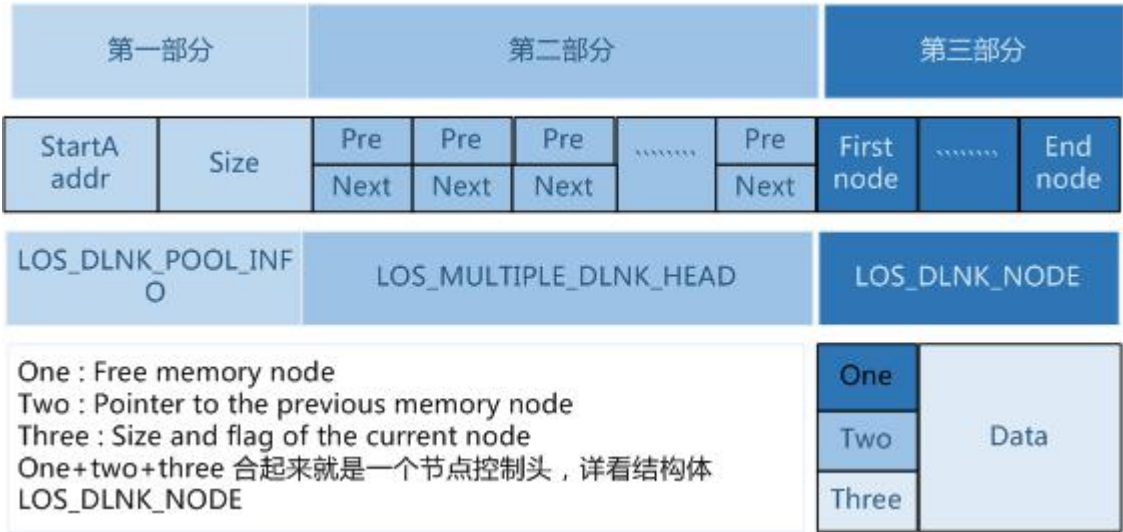 第一部分
第二部分
第三部分
StartA
addr
Size
Pre
Next
Pre
Next
Pre
Next
、、、、、、、、
Pre
Next
First
node
、、、、、、、、
End
node
LOS_DLNK_POOL_INF
O
LOS_MULTIPLE_DLNK_HEAD
LOS_DLNK_NODE
One : Free memory node
Two : Pointer to the previous memory node
Three : Size and flag of the current node
One+two+three 合起来就是一个节点控制头，详看结构体
LOS_DLNK_NODE
One
Two
Three
Data